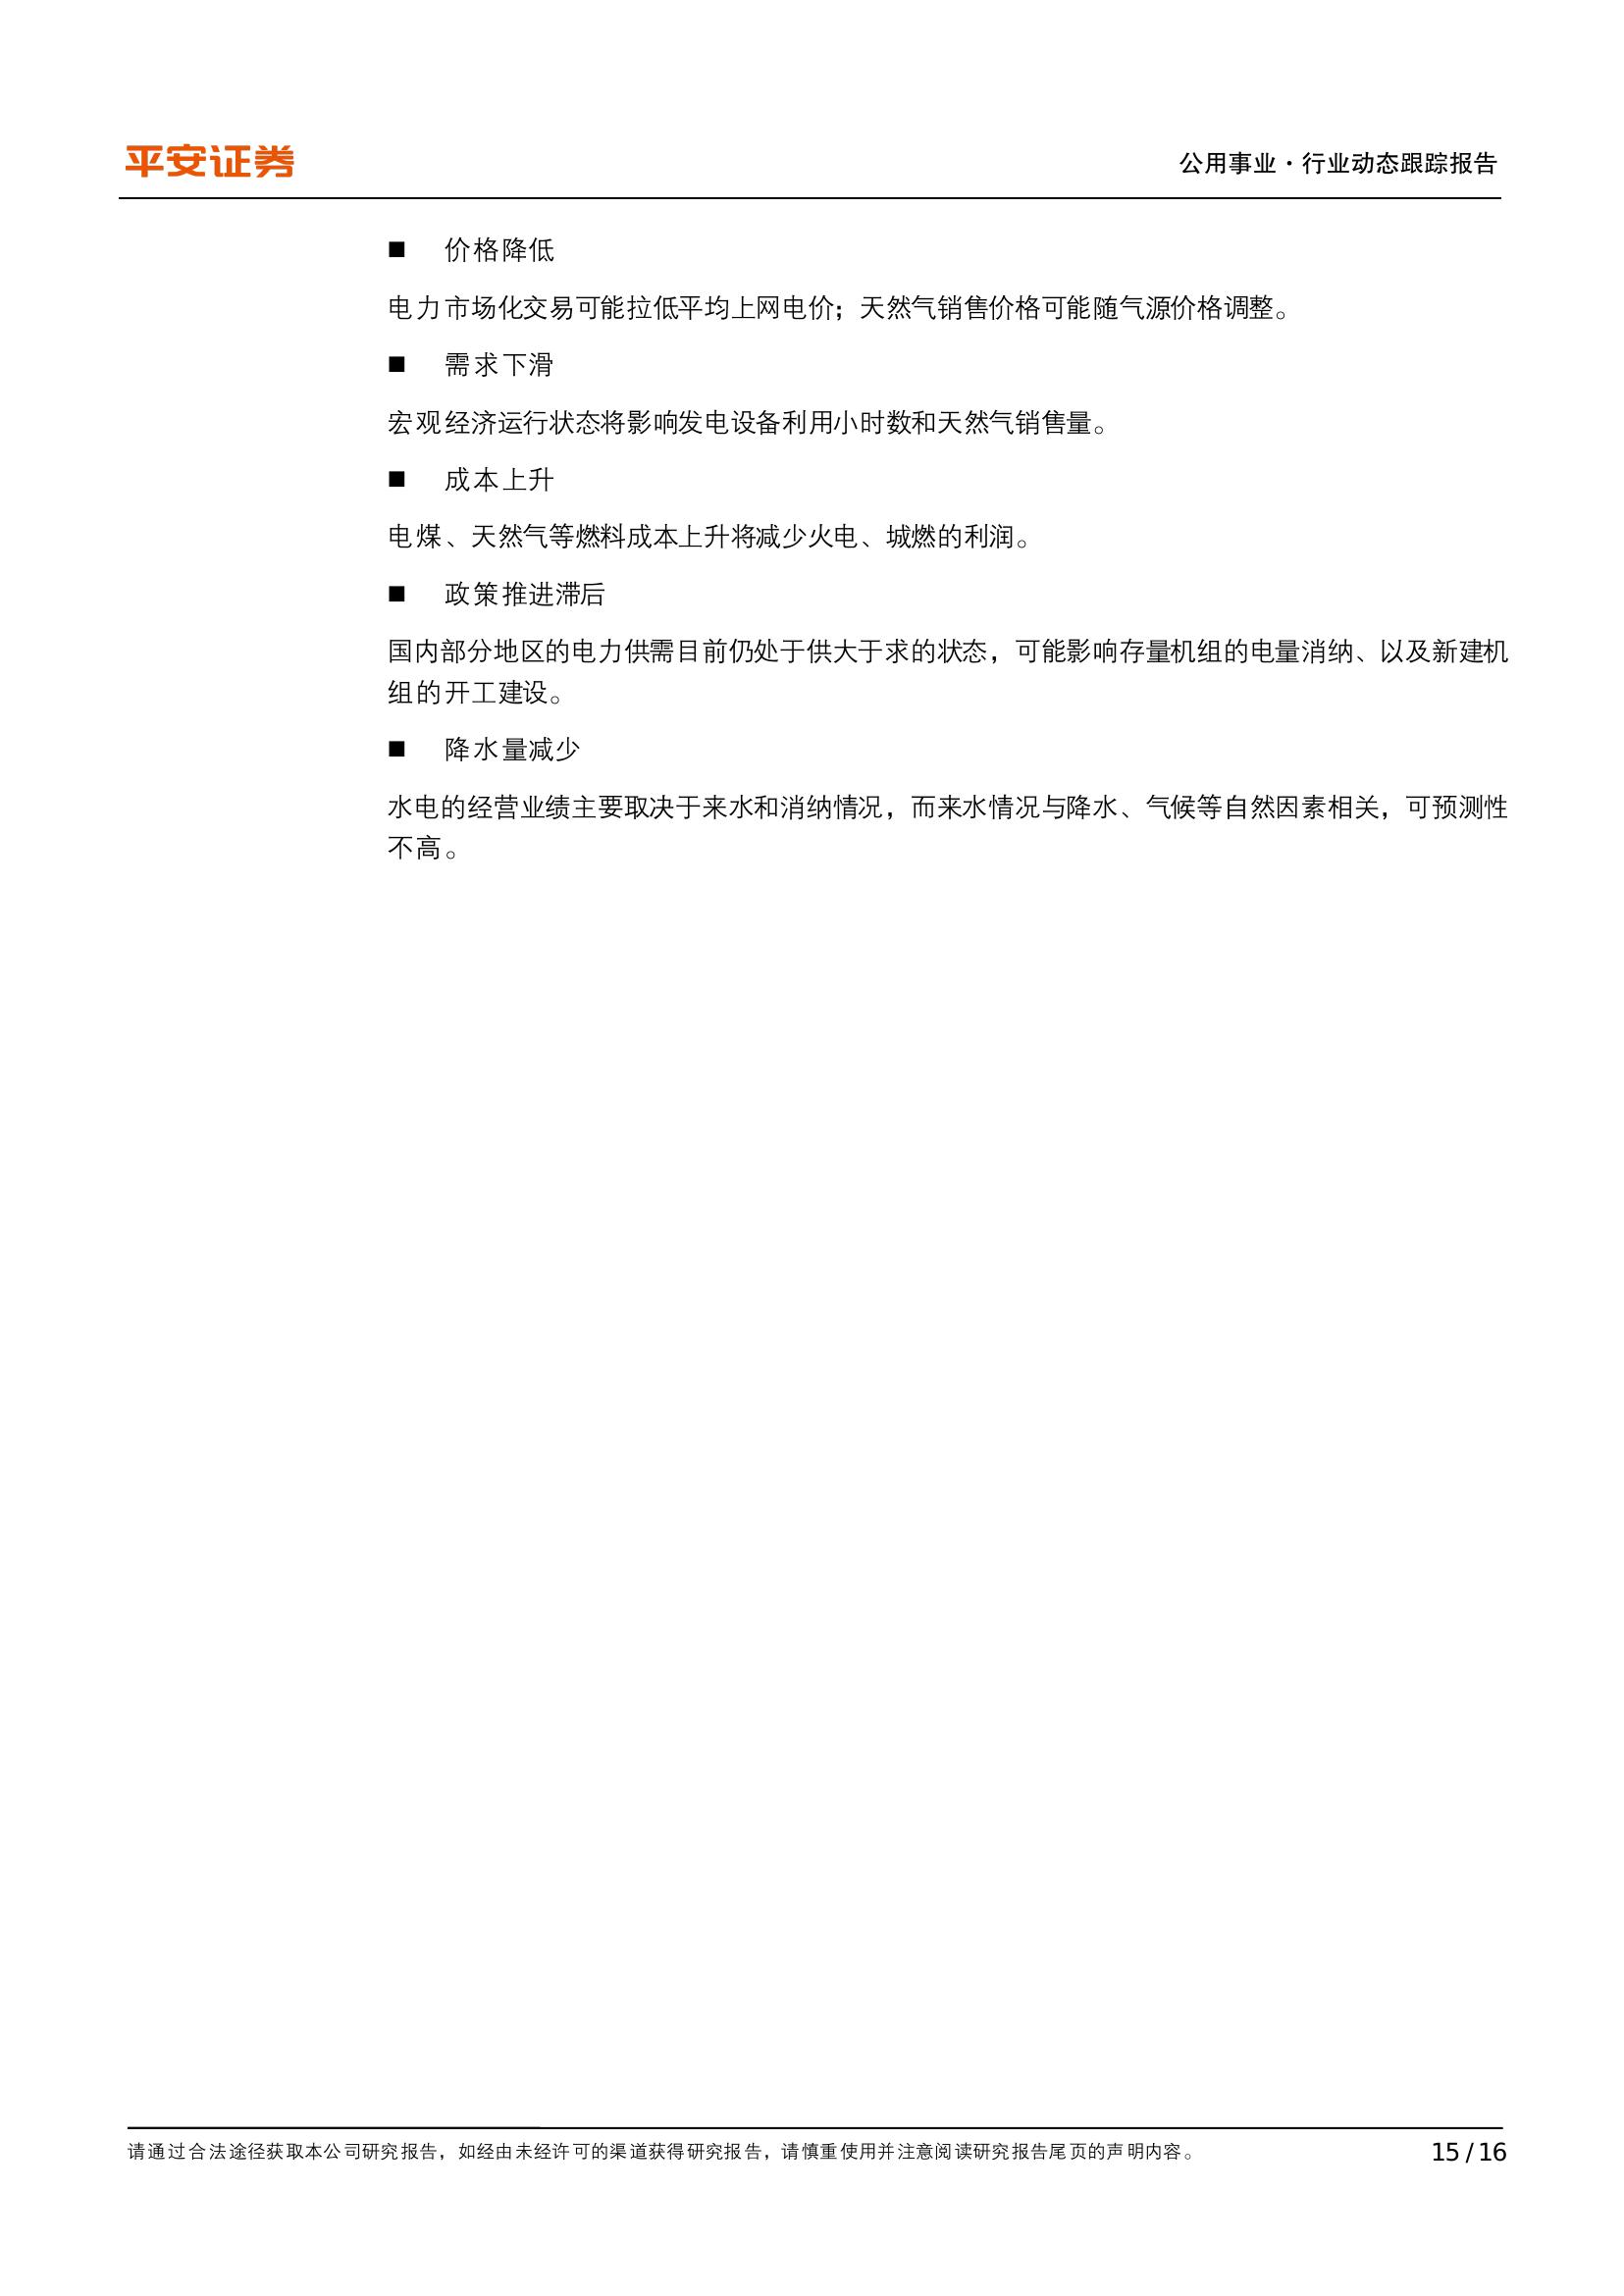 平安证券
公用事业·行业动态跟踪报告
■ 价格降低
电力市场化交易可能拉低平均上网电价；天然气销售价格可能随气源价格调整。
■ 需求下滑
宏观经济运行状态将影响发电设备利用小时数和天然气销售量。
■ 成本上升
电煤、天然气等燃料成本上升将减少火电、城燃的利润。
■ 政策推进滞后
国内部分地区的电力供需目前仍处于供大于求的状态，可能影响存量机组的电量消纳、以及新建机
组的开工建设。
■ 降水量减少
水电的经营业绩主要取决于来水和消纳情况，而来水情况与降水、气候等自然因素相关，可预测性
不高。
请通过合法途径获取本公司研究报告，如经由未经许可的渠道获得研究报告，请慎重使用并注意阅读研究报告尾页的声明内容。
15 / 16